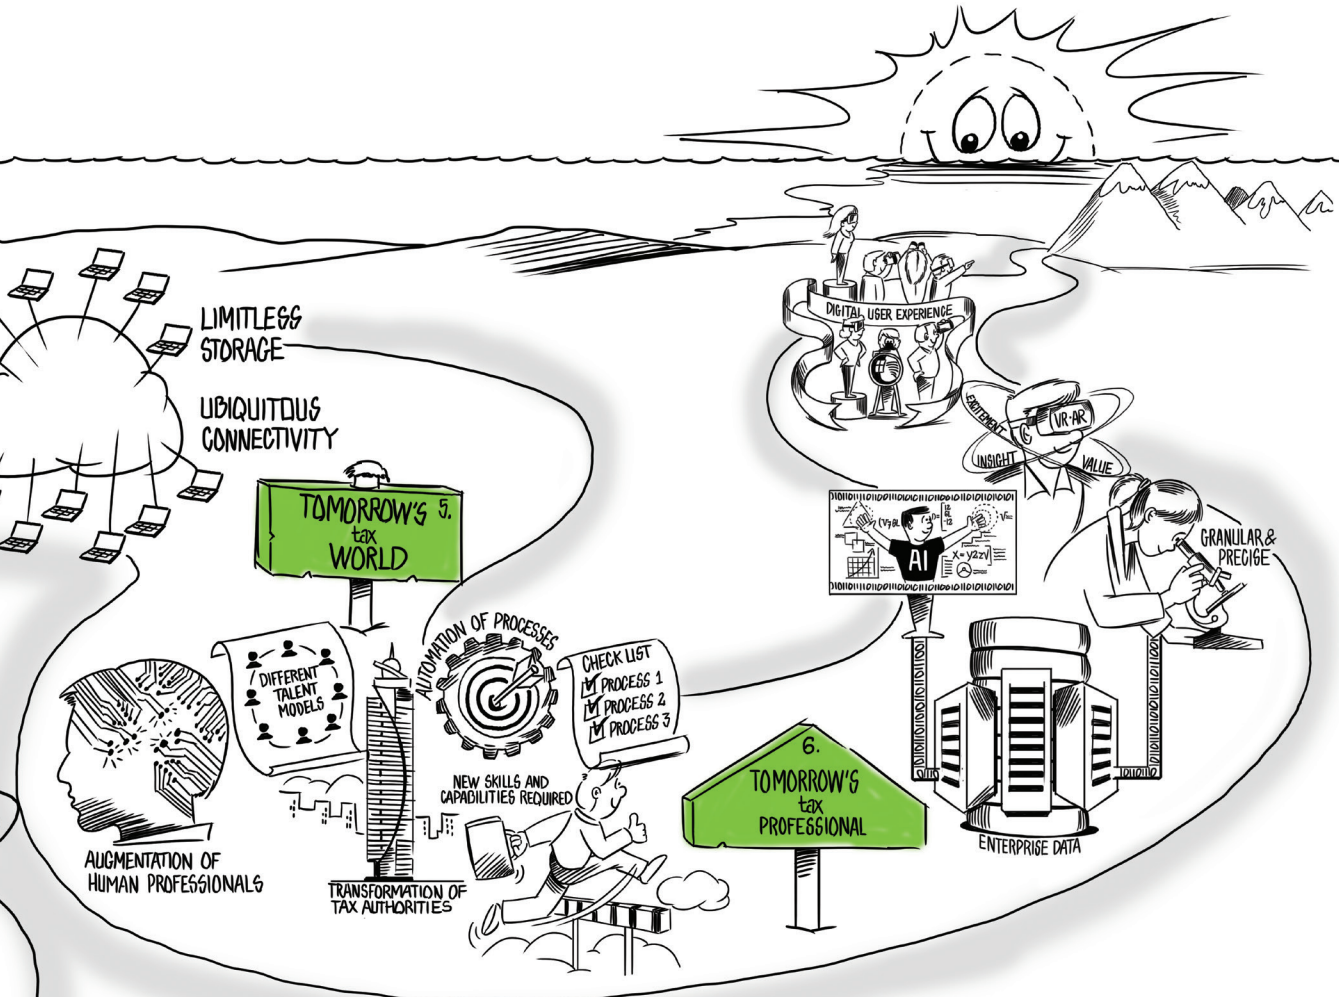 LIMITLESS
STORAGE
UBIQUITOUS
CONNECTIVITY
TOMORROW'S 5.
tax
WORLD
AUGMENTATION OF
HUMAN PROFESSIONALS
DIFFERENT
TALENT
MODELS
TRANSFORMATION OF
TAX AUTHORITIES
AUTOMATION OF PROCESSES
CHECK LIST
PROCESS 1
PROCESS 2
PROCESS 3
NEW SKILLS AND
CAPABILITIES REQUIRED
6.
TOMORROW'S
tax
PROFESSIONAL
DIGITAL USER EXPERIENCE
EXCITEMENT
VR·AR
INSIGHT
VALUE
AI
X=y2zV
GRANULAR &
PRECISE
ENTERPRISE DATA